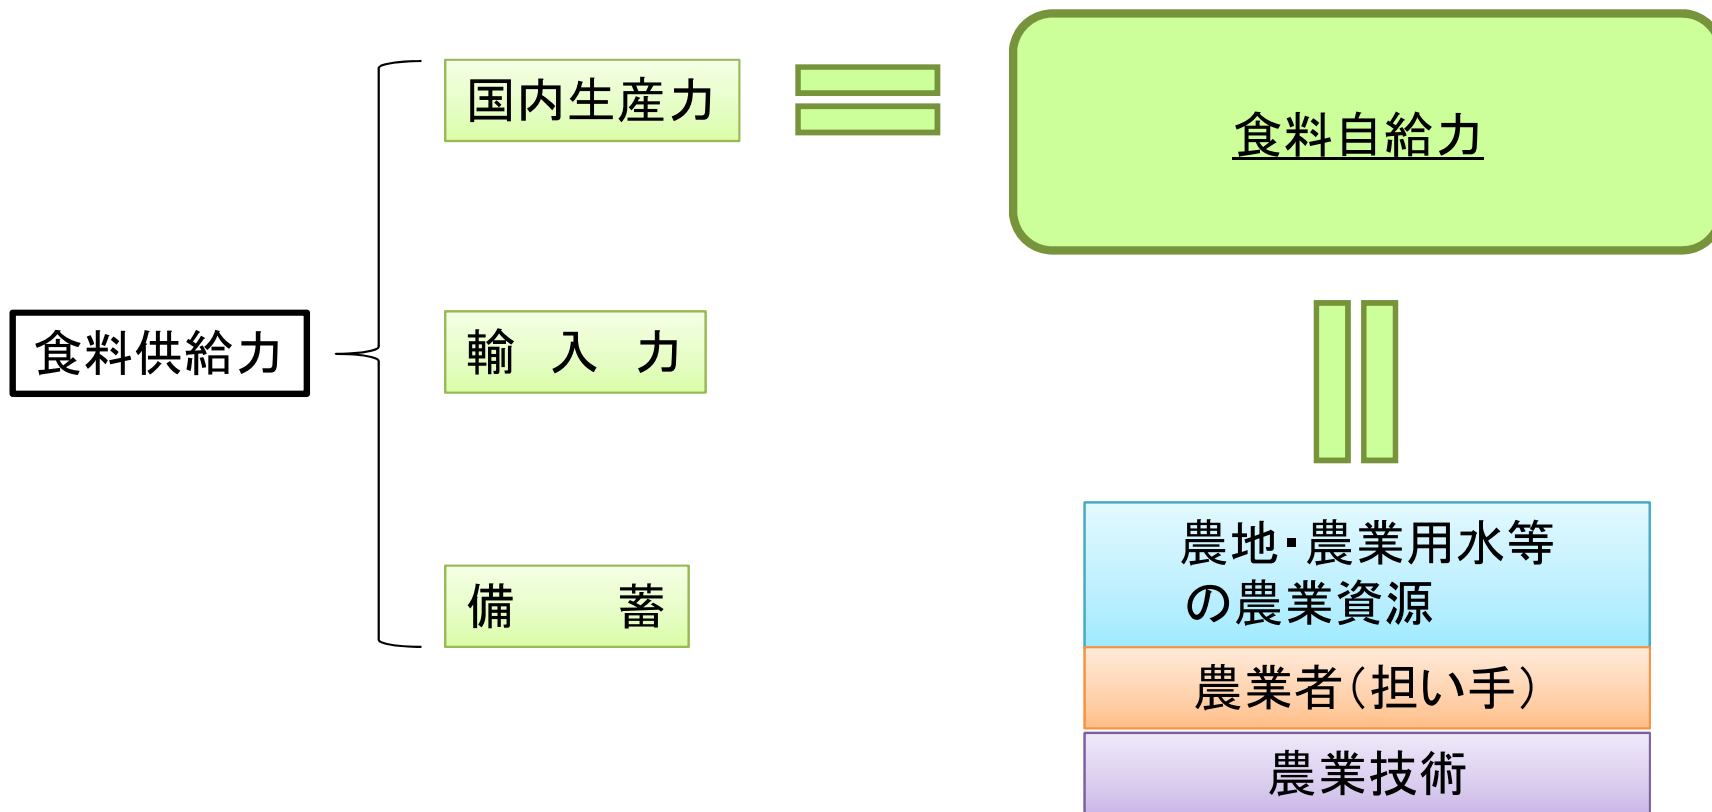 国内生産力
食料自給力
食料供給力
輸 入 力
備 蓄
農地・農業用水等
の農業資源
農業者(担い手)
農業技術